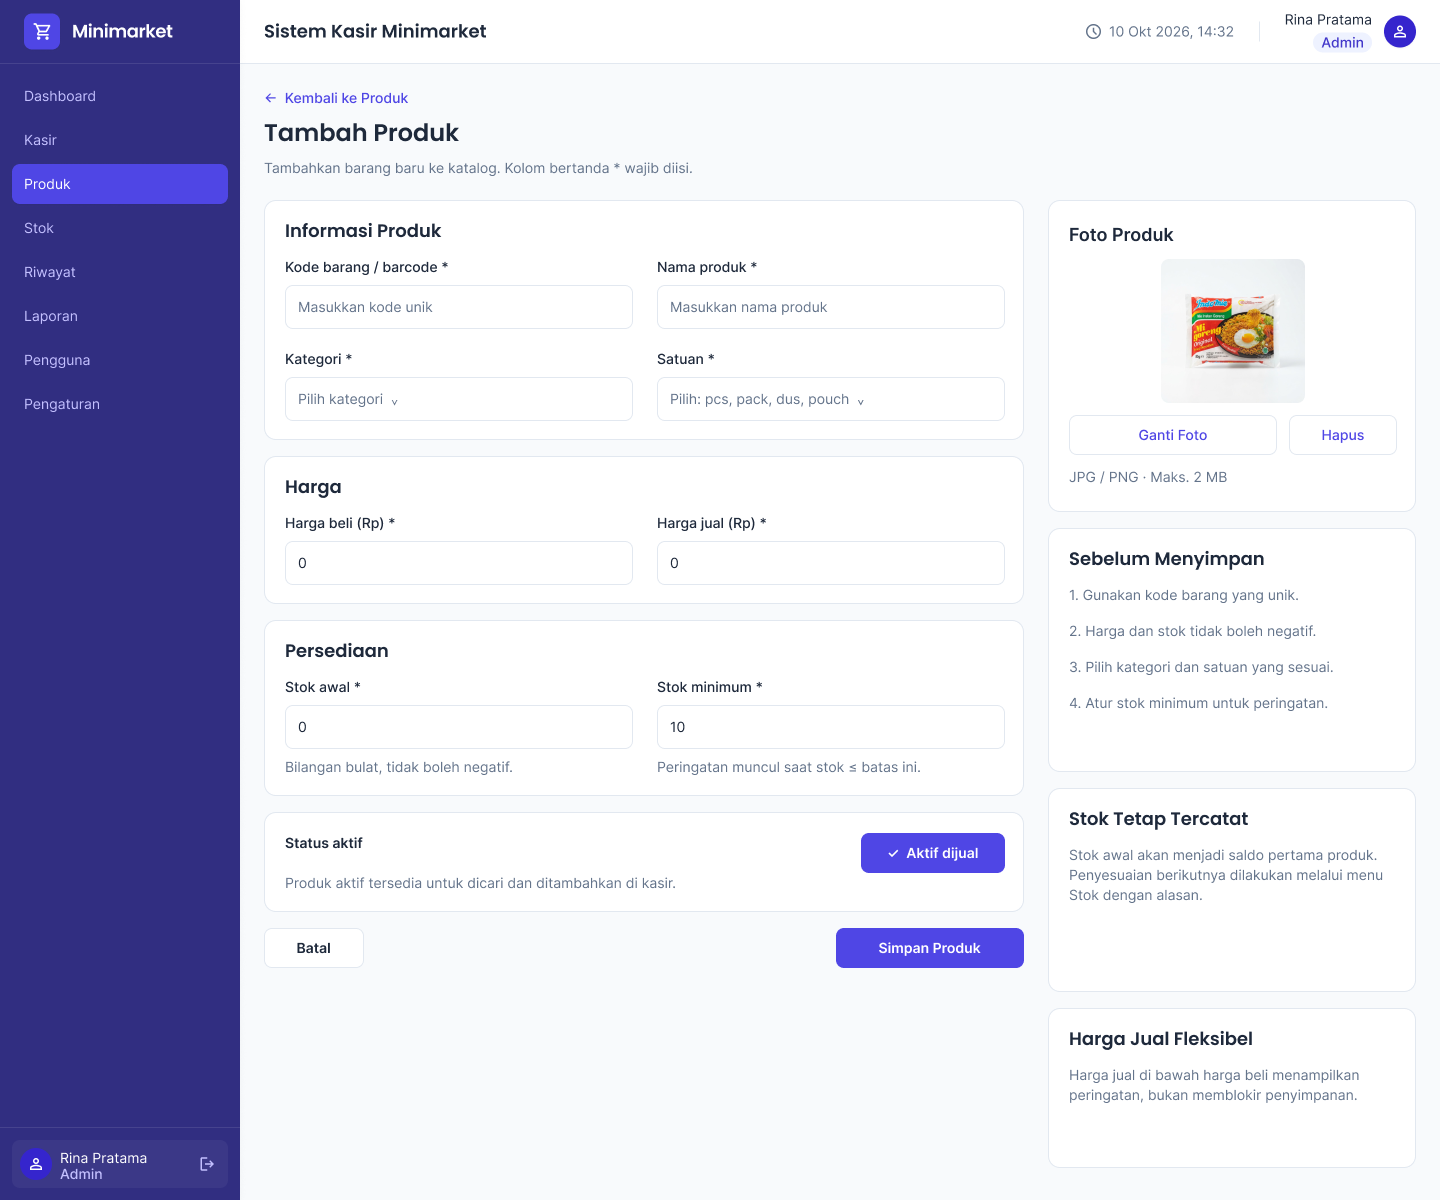 Minimarket
Dashboard
Kasir
Produk
Stok
Riwayat
Laporan
Pengguna
Pengaturan
Rina Pratama
Admin
Sistem Kasir Minimarket
10 Okt 2026, 14:32
Rina Pratama
Admin
← Kembali ke Produk
Tambah Produk
Tambahkan barang baru ke katalog. Kolom bertanda * wajib diisi.
Informasi Produk
Kode barang / barcode *
Masukkan kode unik
Nama produk *
Masukkan nama produk
Kategori *
Pilih kategori
Satuan *
Pilih: pcs, pack, dus, pouch
Harga
Harga beli (Rp) *
0
Harga jual (Rp) *
0
Persediaan
Stok awal *
0
Bilangan bulat, tidak boleh negatif.
Stok minimum *
10
Peringatan muncul saat stok ≤ batas ini.
Status aktif
Produk aktif tersedia untuk dicari dan ditambahkan di kasir.
✓ Aktif dijual
Batal
Simpan Produk
Foto Produk
Indomie
Mi
goreng
Original
Ganti Foto
Hapus
JPG / PNG · Maks. 2 MB
Sebelum Menyimpan
1. Gunakan kode barang yang unik.
2. Harga dan stok tidak boleh negatif.
3. Pilih kategori dan satuan yang sesuai.
4. Atur stok minimum untuk peringatan.
Stok Tetap Tercatat
Stok awal akan menjadi saldo pertama produk.
Penyesuaian berikutnya dilakukan melalui menu
Stok dengan alasan.
Harga Jual Fleksibel
Harga jual di bawah harga beli menampilkan
peringatan, bukan memblokir penyimpanan.